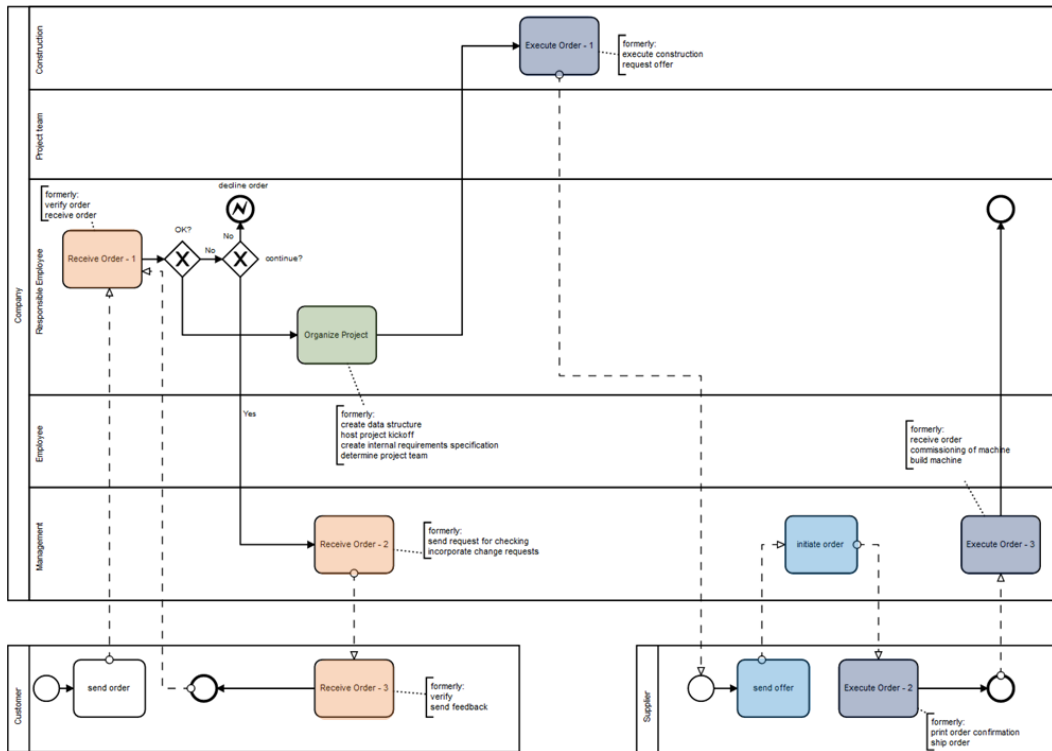 Company
Construction
Execute Order - 1
formerly:
execute construction
request offer
Project team
Responsible Employee
formerly:
verify order
receive order
decline order
Receive Order - 1
OK?
No
No
continue?
Organize Project
Yes
Employee
formerly:
create data structure
host project kickoff
create internal requirements specification
determine project team
formerly:
receive order
commissioning of machine
build machine
Management
Receive Order - 2
formerly:
send request for checking
incorporate change requests
initiate order
Execute Order - 3
Customer
send order
Receive Order - 3
formerly:
verify
send feedback
Supplier
send offer
Execute Order - 2
formerly:
print order confirmation
ship order